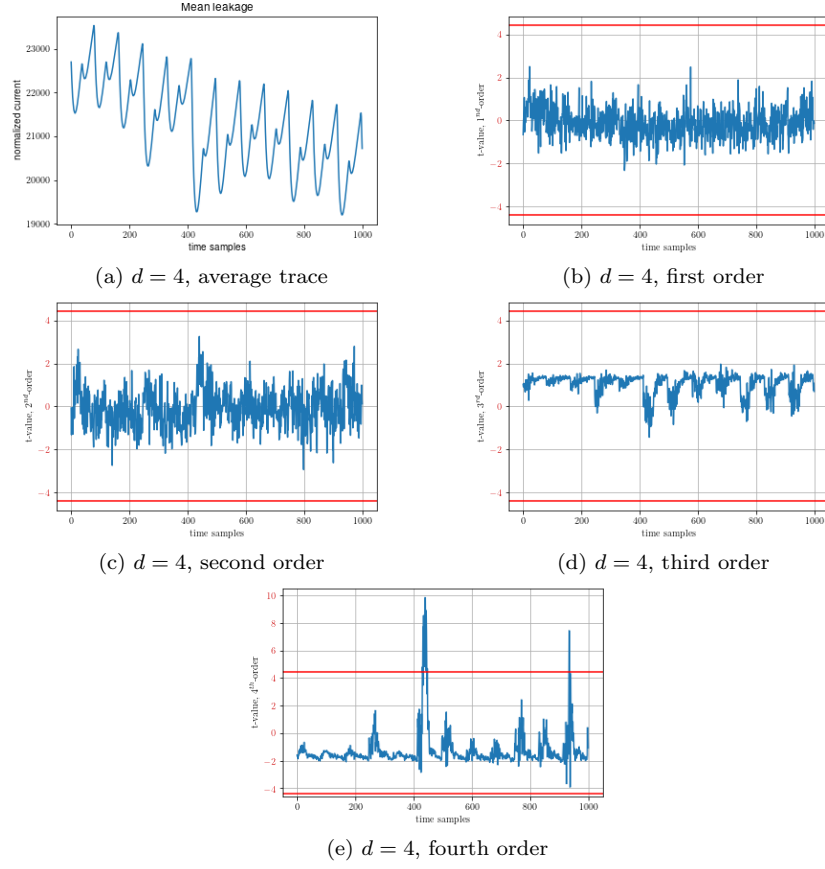 Mean leakage
23000
22000
21000
20000
19000
normalized current
0 200 400 600 800 1000
time samples
(a) d = 4, average trace
4
2
0
−2
−4
t-value, 1ⁿᵈ-order
0 200 400 600 800 1000
time samples
(b) d = 4, first order
4
2
0
−2
−4
t-value, 2ⁿᵈ-order
0 200 400 600 800 1000
time samples
(c) d = 4, second order
4
2
0
−2
−4
t-value, 3ʳᵈ-order
0 200 400 600 800 1000
time samples
(d) d = 4, third order
10
8
6
4
2
0
−2
−4
t-value, 4ᵗʰ-order
0 200 400 600 800 1000
time samples
(e) d = 4, fourth order